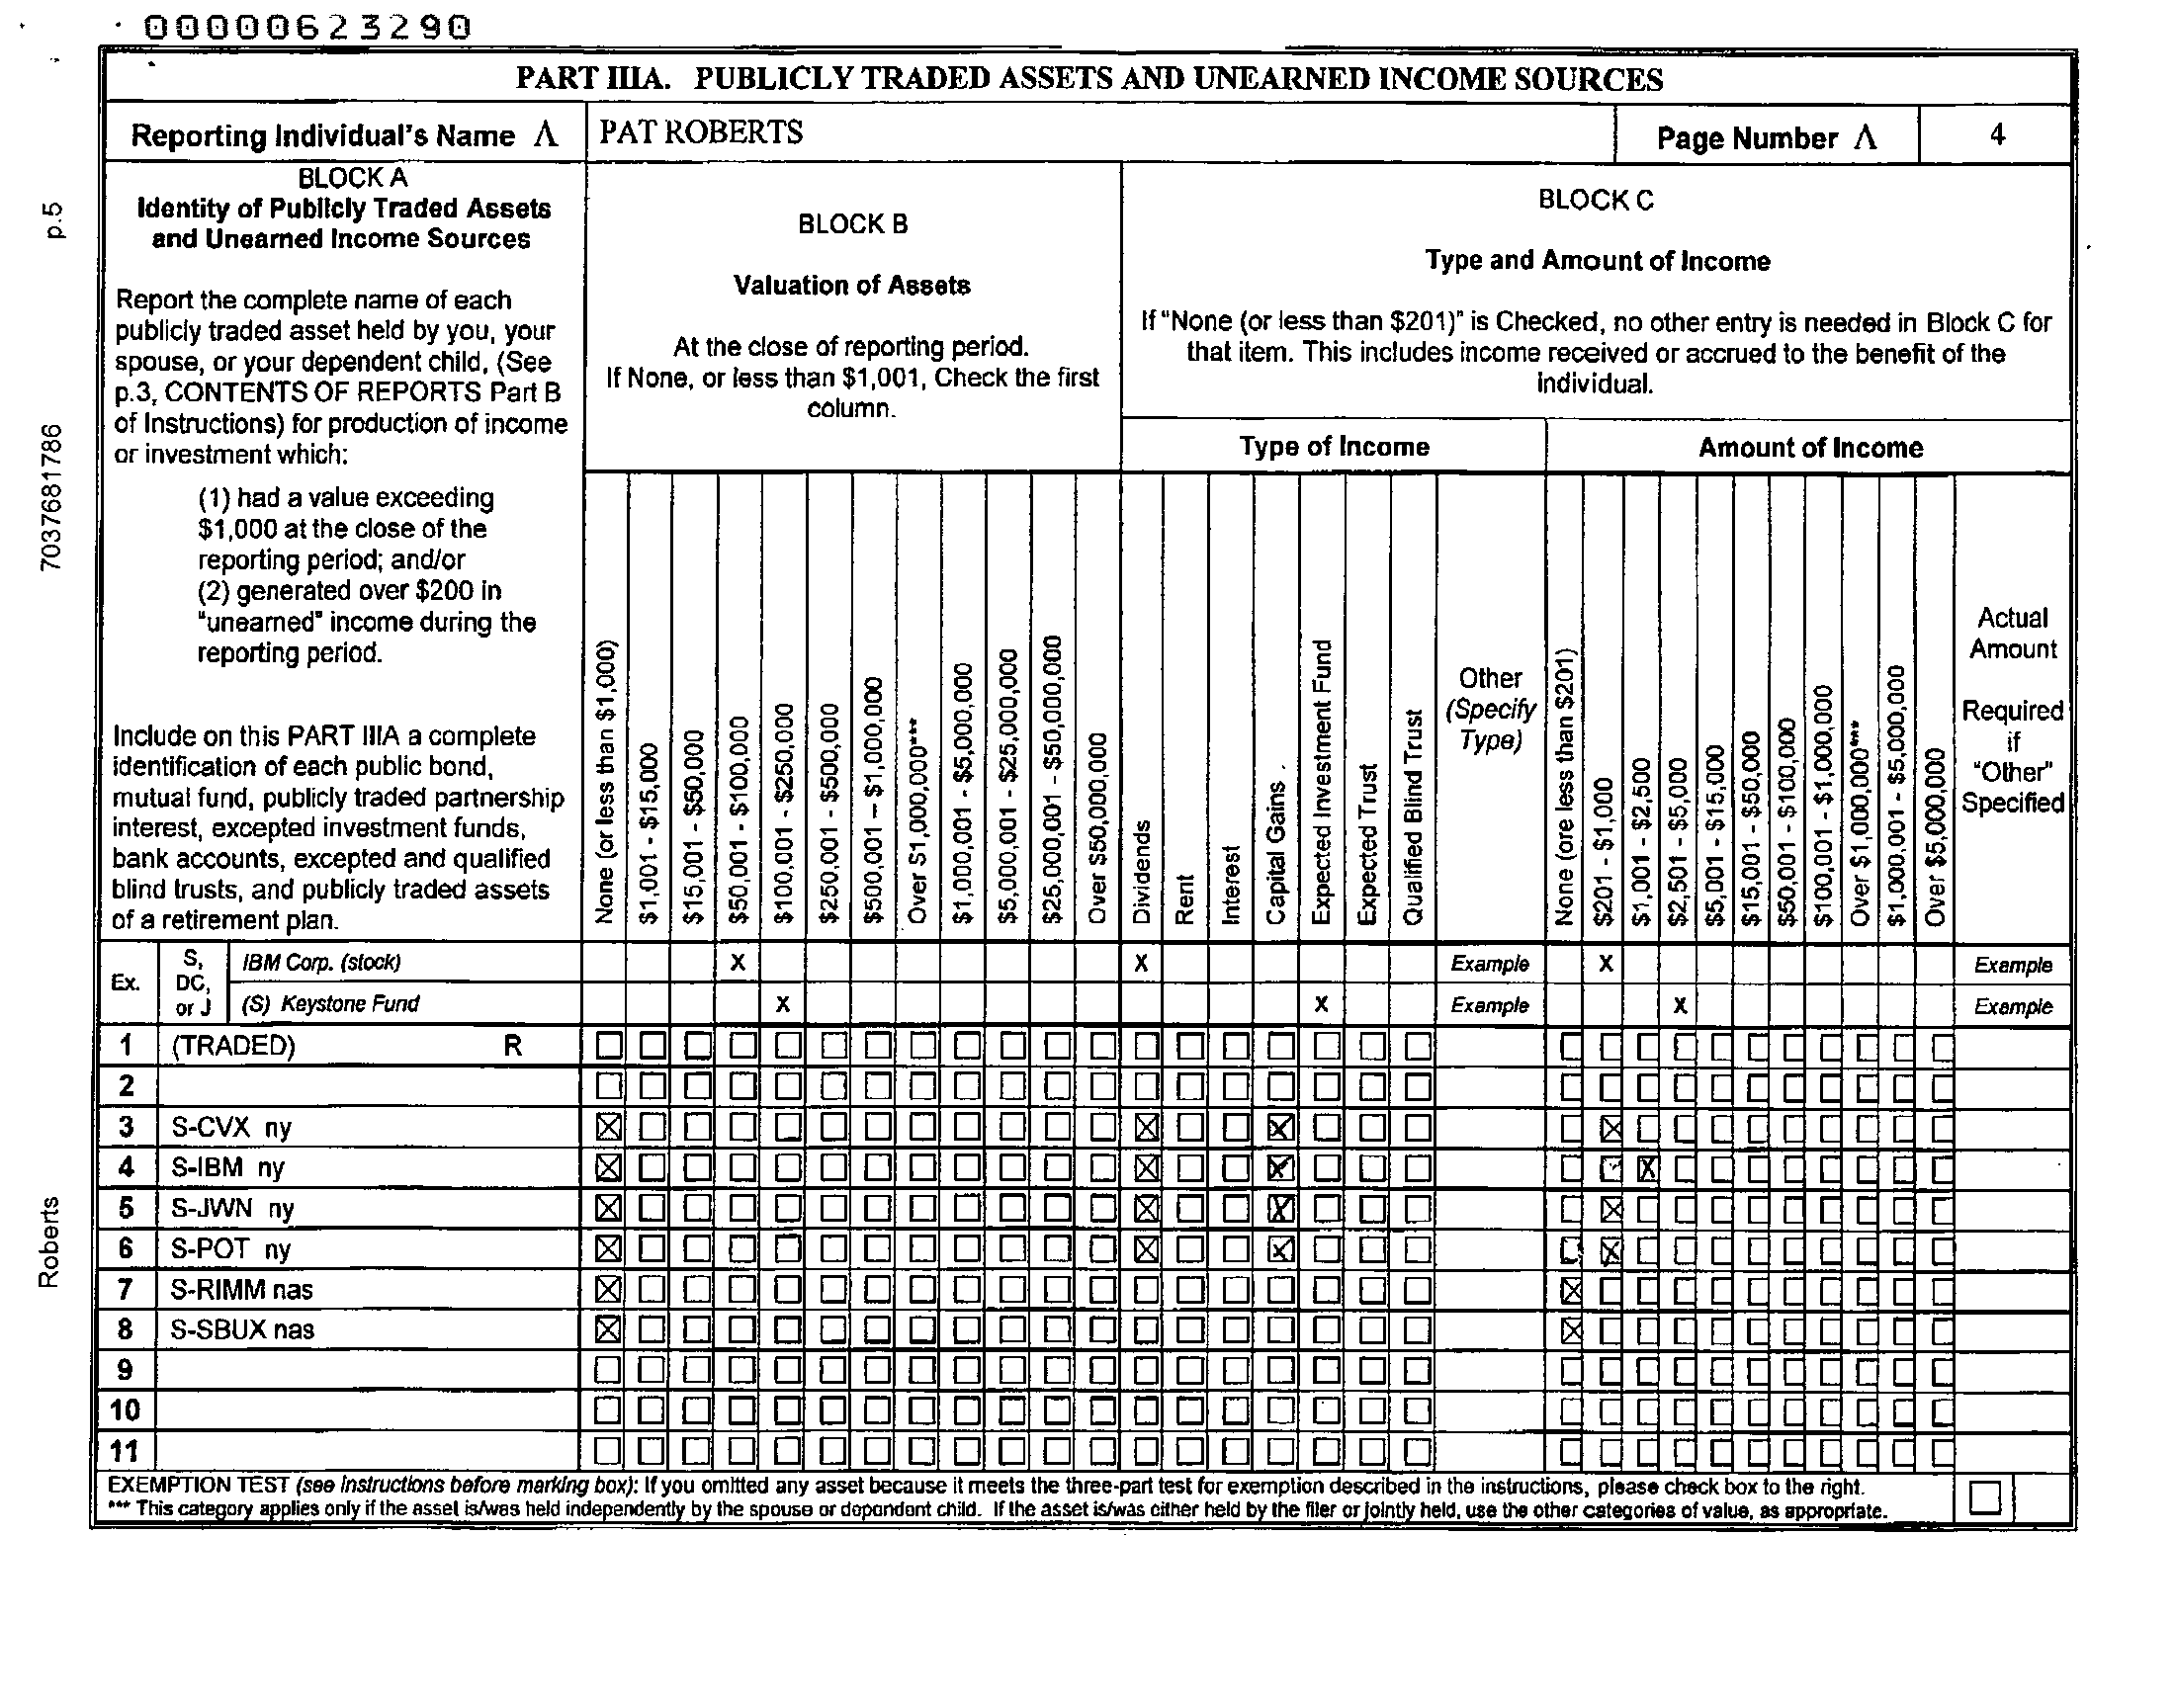 00000623290
PART IIIA. PUBLICLY TRADED ASSETS AND UNEARNED INCOME SOURCES
Reporting Individual's Name Λ
PAT ROBERTS
Page Number Λ
4
BLOCK A
Identity of Publicly Traded Assets
and Unearned Income Sources
Report the complete name of each
publicly traded asset held by you, your
spouse, or your dependent child, (See
p.3, CONTENTS OF REPORTS Part B
of Instructions) for production of income
or investment which:
(1) had a value exceeding
$1,000 at the close of the
reporting period; and/or
(2) generated over $200 in
"unearned" income during the
reporting period.
Include on this PART IIIA a complete
identification of each public bond,
mutual fund, publicly traded partnership
interest, excepted investment funds,
bank accounts, excepted and qualified
blind trusts, and publicly traded assets
of a retirement plan.
BLOCK B
Valuation of Assets
At the close of reporting period.
If None, or less than $1,001, Check the first
column.
BLOCK C
Type and Amount of Income
If "None (or less than $201)" is Checked, no other entry is needed in Block C for
that item. This includes income received or accrued to the benefit of the
individual.
Type of Income
Amount of Income
None (or less than $1,000)
$1,001 - $15,000
$15,001 - $50,000
$50,001 - $100,000
$100,001 - $250,000
$250,001 - $500,000
$500,001 – $1,000,000
Over $1,000,000***
$1,000,001 - $5,000,000
$5,000,001 - $25,000,000
$25,000,001 - $50,000,000
Over $50,000,000
Dividends
Rent
Interest
Capital Gains
Expected Investment Fund
Expected Trust
Qualified Blind Trust
Other
(Specify
Type)
None (ore less than $201)
$201 - $1,000
$1,001 - $2,500
$2,501 - $5,000
$5,001 - $15,000
$15,001 - $50,000
$50,001 - $100,000
$100,001 - $1,000,000
Over $1,000,000***
$1,000,001 - $5,000,000
Over $5,000,000
Actual
Amount
Required
if
"Other"
Specified
Ex.
S,
DC,
or J
IBM Corp. (stock) X X Example X Example
(S) Keystone Fund X X Example X Example
1 (TRADED) R
2
3 S-CVX ny
4 S-IBM ny
5 S-JWN ny
6 S-POT ny
7 S-RIMM nas
8 S-SBUX nas
9
10
11
EXEMPTION TEST (see instructions before marking box): If you omitted any asset because it meets the three-part test for exemption described in the instructions, please check box to the right.
*** This category applies only if the asset is/was held independently by the spouse or dependent child. If the asset is/was either held by the filer or jointly held, use the other categories of value, as appropriate.
p.5
7037681786
Roberts